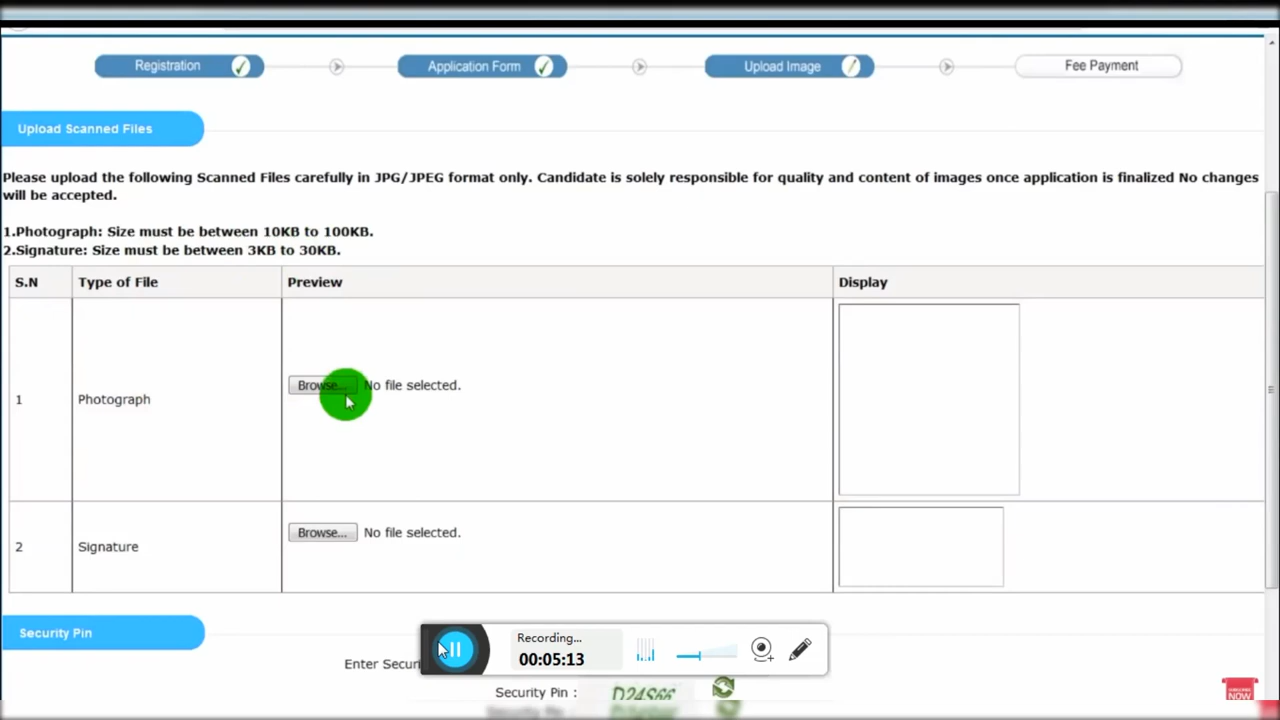 Registration
Application Form
Upload Image
Fee Payment
Upload Scanned Files
Please upload the following Scanned Files carefully in JPG/JPEG format only. Candidate is solely responsible for quality and content of images once application is finalized No changes
will be accepted.
1.Photograph: Size must be between 10KB to 100KB.
2.Signature: Size must be between 3KB to 30KB.
S.N Type of File Preview Display
1 Photograph Browse... No file selected.
2 Signature Browse... No file selected.
Security Pin
Recording...
00:05:13
Enter Securi
Security Pin : D24S66
NOW